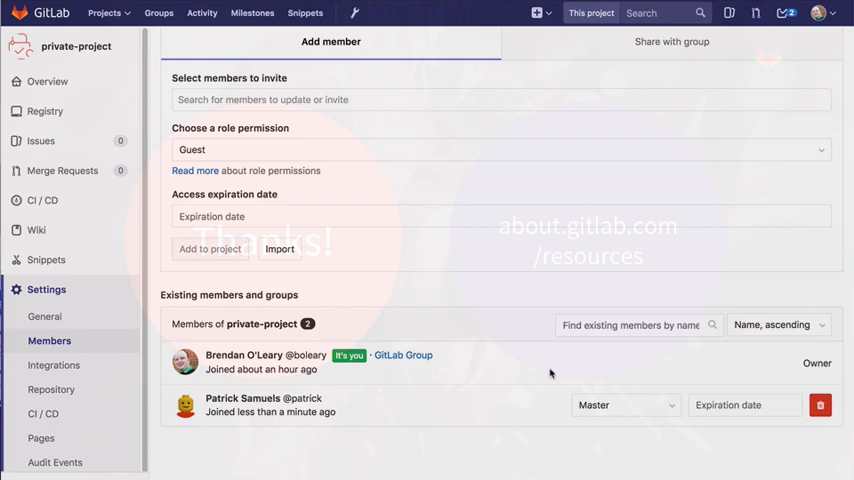 GitLab Projects Groups Activity Milestones Snippets This project Search 2
private-project
Overview
Registry
Issues 0
Merge Requests 0
CI / CD
Wiki
Snippets
Settings
General
Members
Integrations
Repository
CI / CD
Pages
Audit Events
Add member Share with group
Select members to invite
Search for members to update or invite
Choose a role permission
Guest
Read more about role permissions
Access expiration date
Expiration date
Add to project Import
Thanks!
about.gitlab.com
/resources
Existing members and groups
Members of private-project 2 Find existing members by name Name, ascending
Brendan O'Leary @boleary It's you · GitLab Group
Joined about an hour ago
Owner
Patrick Samuels @patrick
Joined less than a minute ago
Master Expiration date